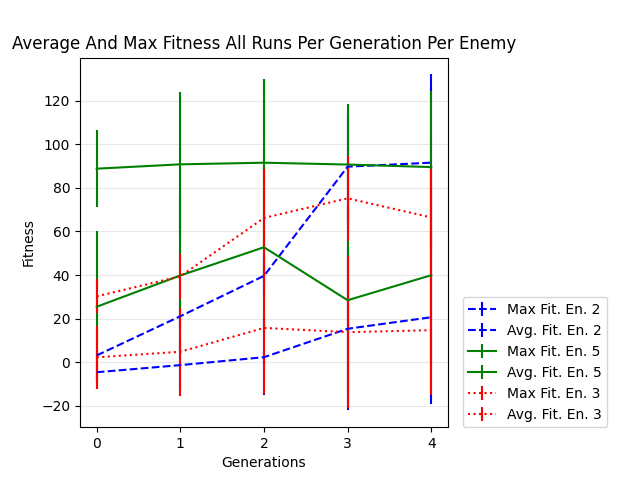 Average And Max Fitness All Runs Per Generation Per Enemy
120
100
80
60
40
20
0
−20
Fitness
0 1 2 3 4
Generations
Max Fit. En. 2
Avg. Fit. En. 2
Max Fit. En. 5
Avg. Fit. En. 5
Max Fit. En. 3
Avg. Fit. En. 3